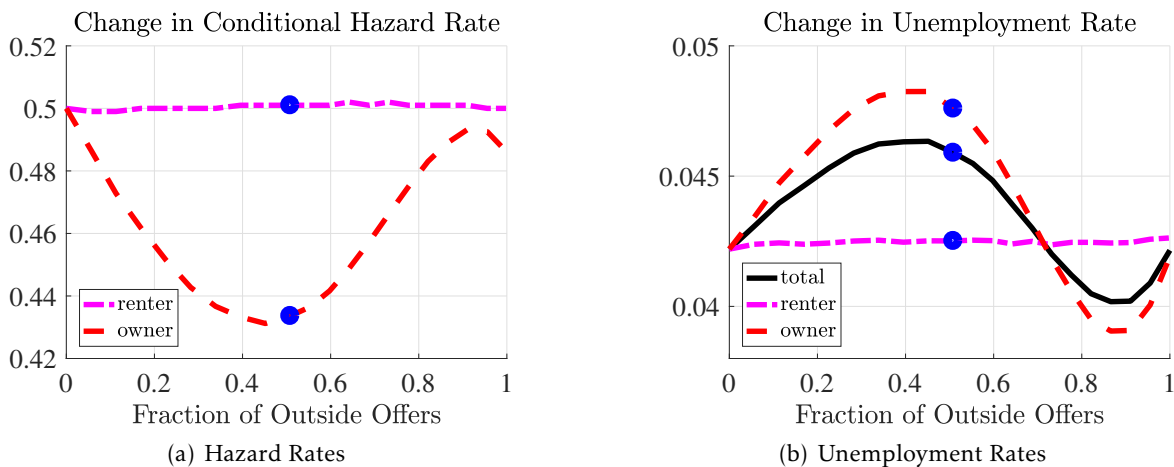 Change in Conditional Hazard Rate
0.52
0.5
0.48
0.46
0.44
0.42
renter
owner
0 0.2 0.4 0.6 0.8 1
Fraction of Outside Offers
(a) Hazard Rates
Change in Unemployment Rate
0.05
0.045
0.04
total
renter
owner
0 0.2 0.4 0.6 0.8 1
Fraction of Outside Offers
(b) Unemployment Rates